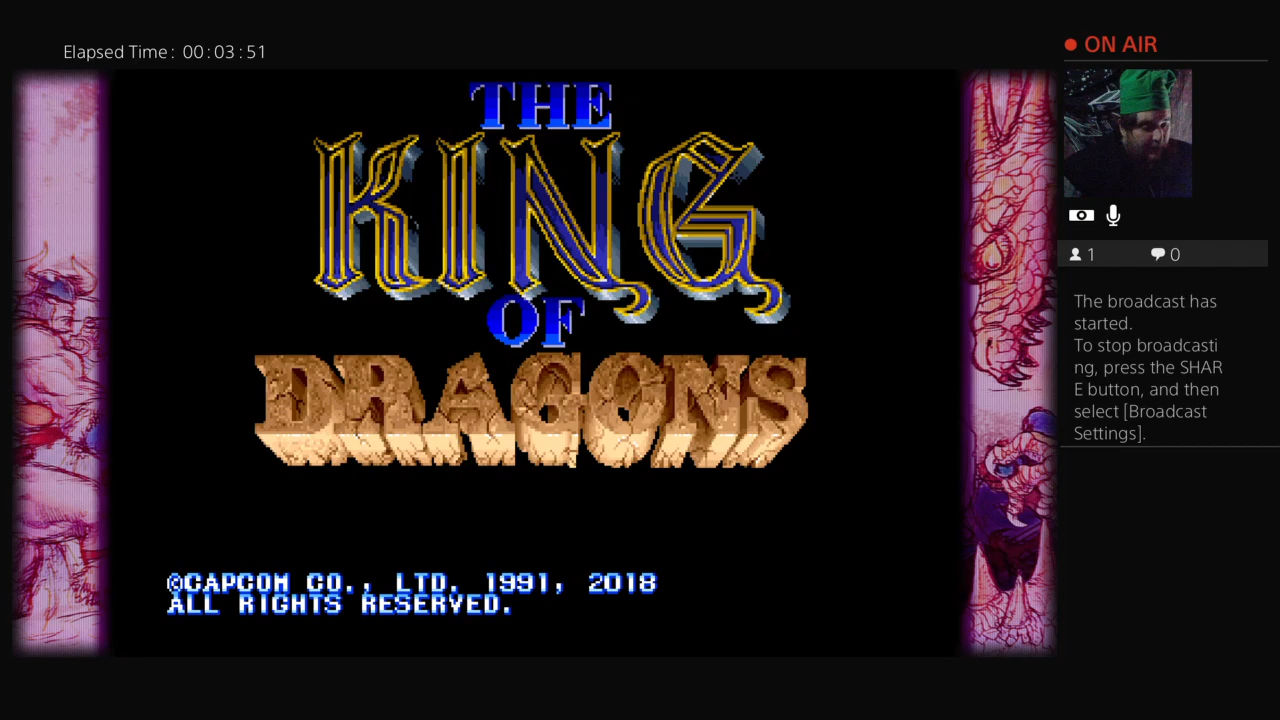 Elapsed Time: 00:03:51
ON AIR
THE
KING
OF
DRAGONS
1
0
The broadcast has
started.
To stop broadcasti
ng, press the SHAR
E button, and then
select [Broadcast
Settings].
©CAPCOM CO., LTD. 1991, 2018
ALL RIGHTS RESERVED.